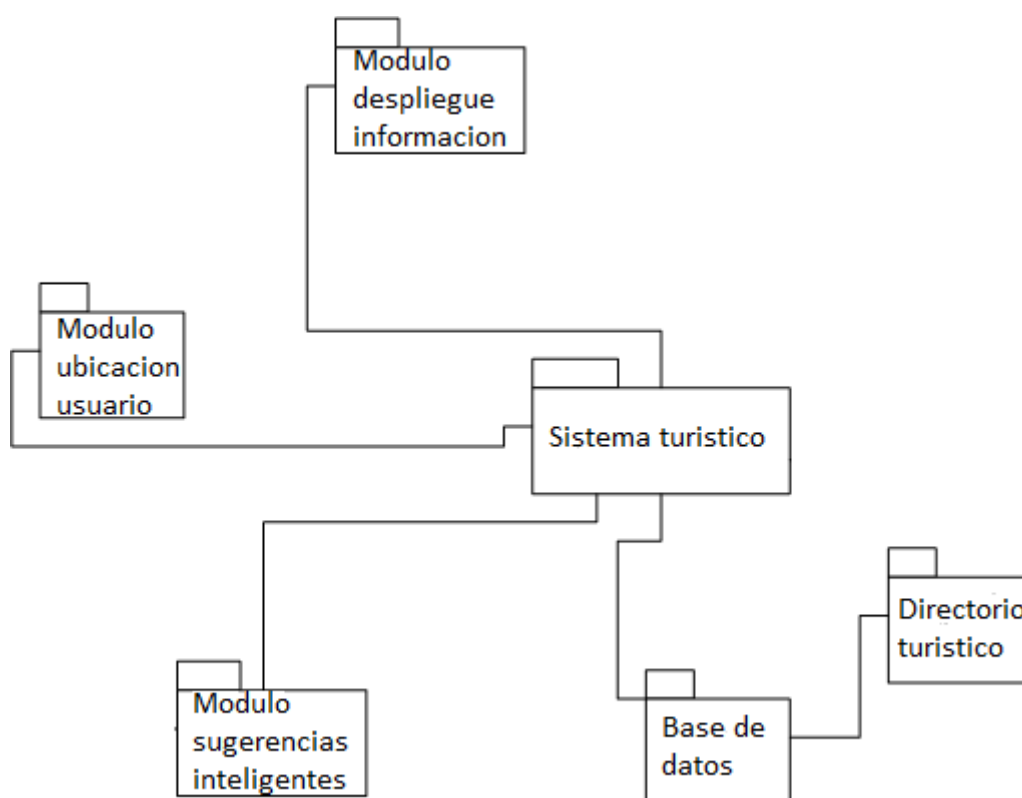 Modulo
despliegue
informacion
Modulo
ubicacion
usuario
Sistema turistico
Directorio
turistico
Modulo
sugerencias
inteligentes
Base de
datos